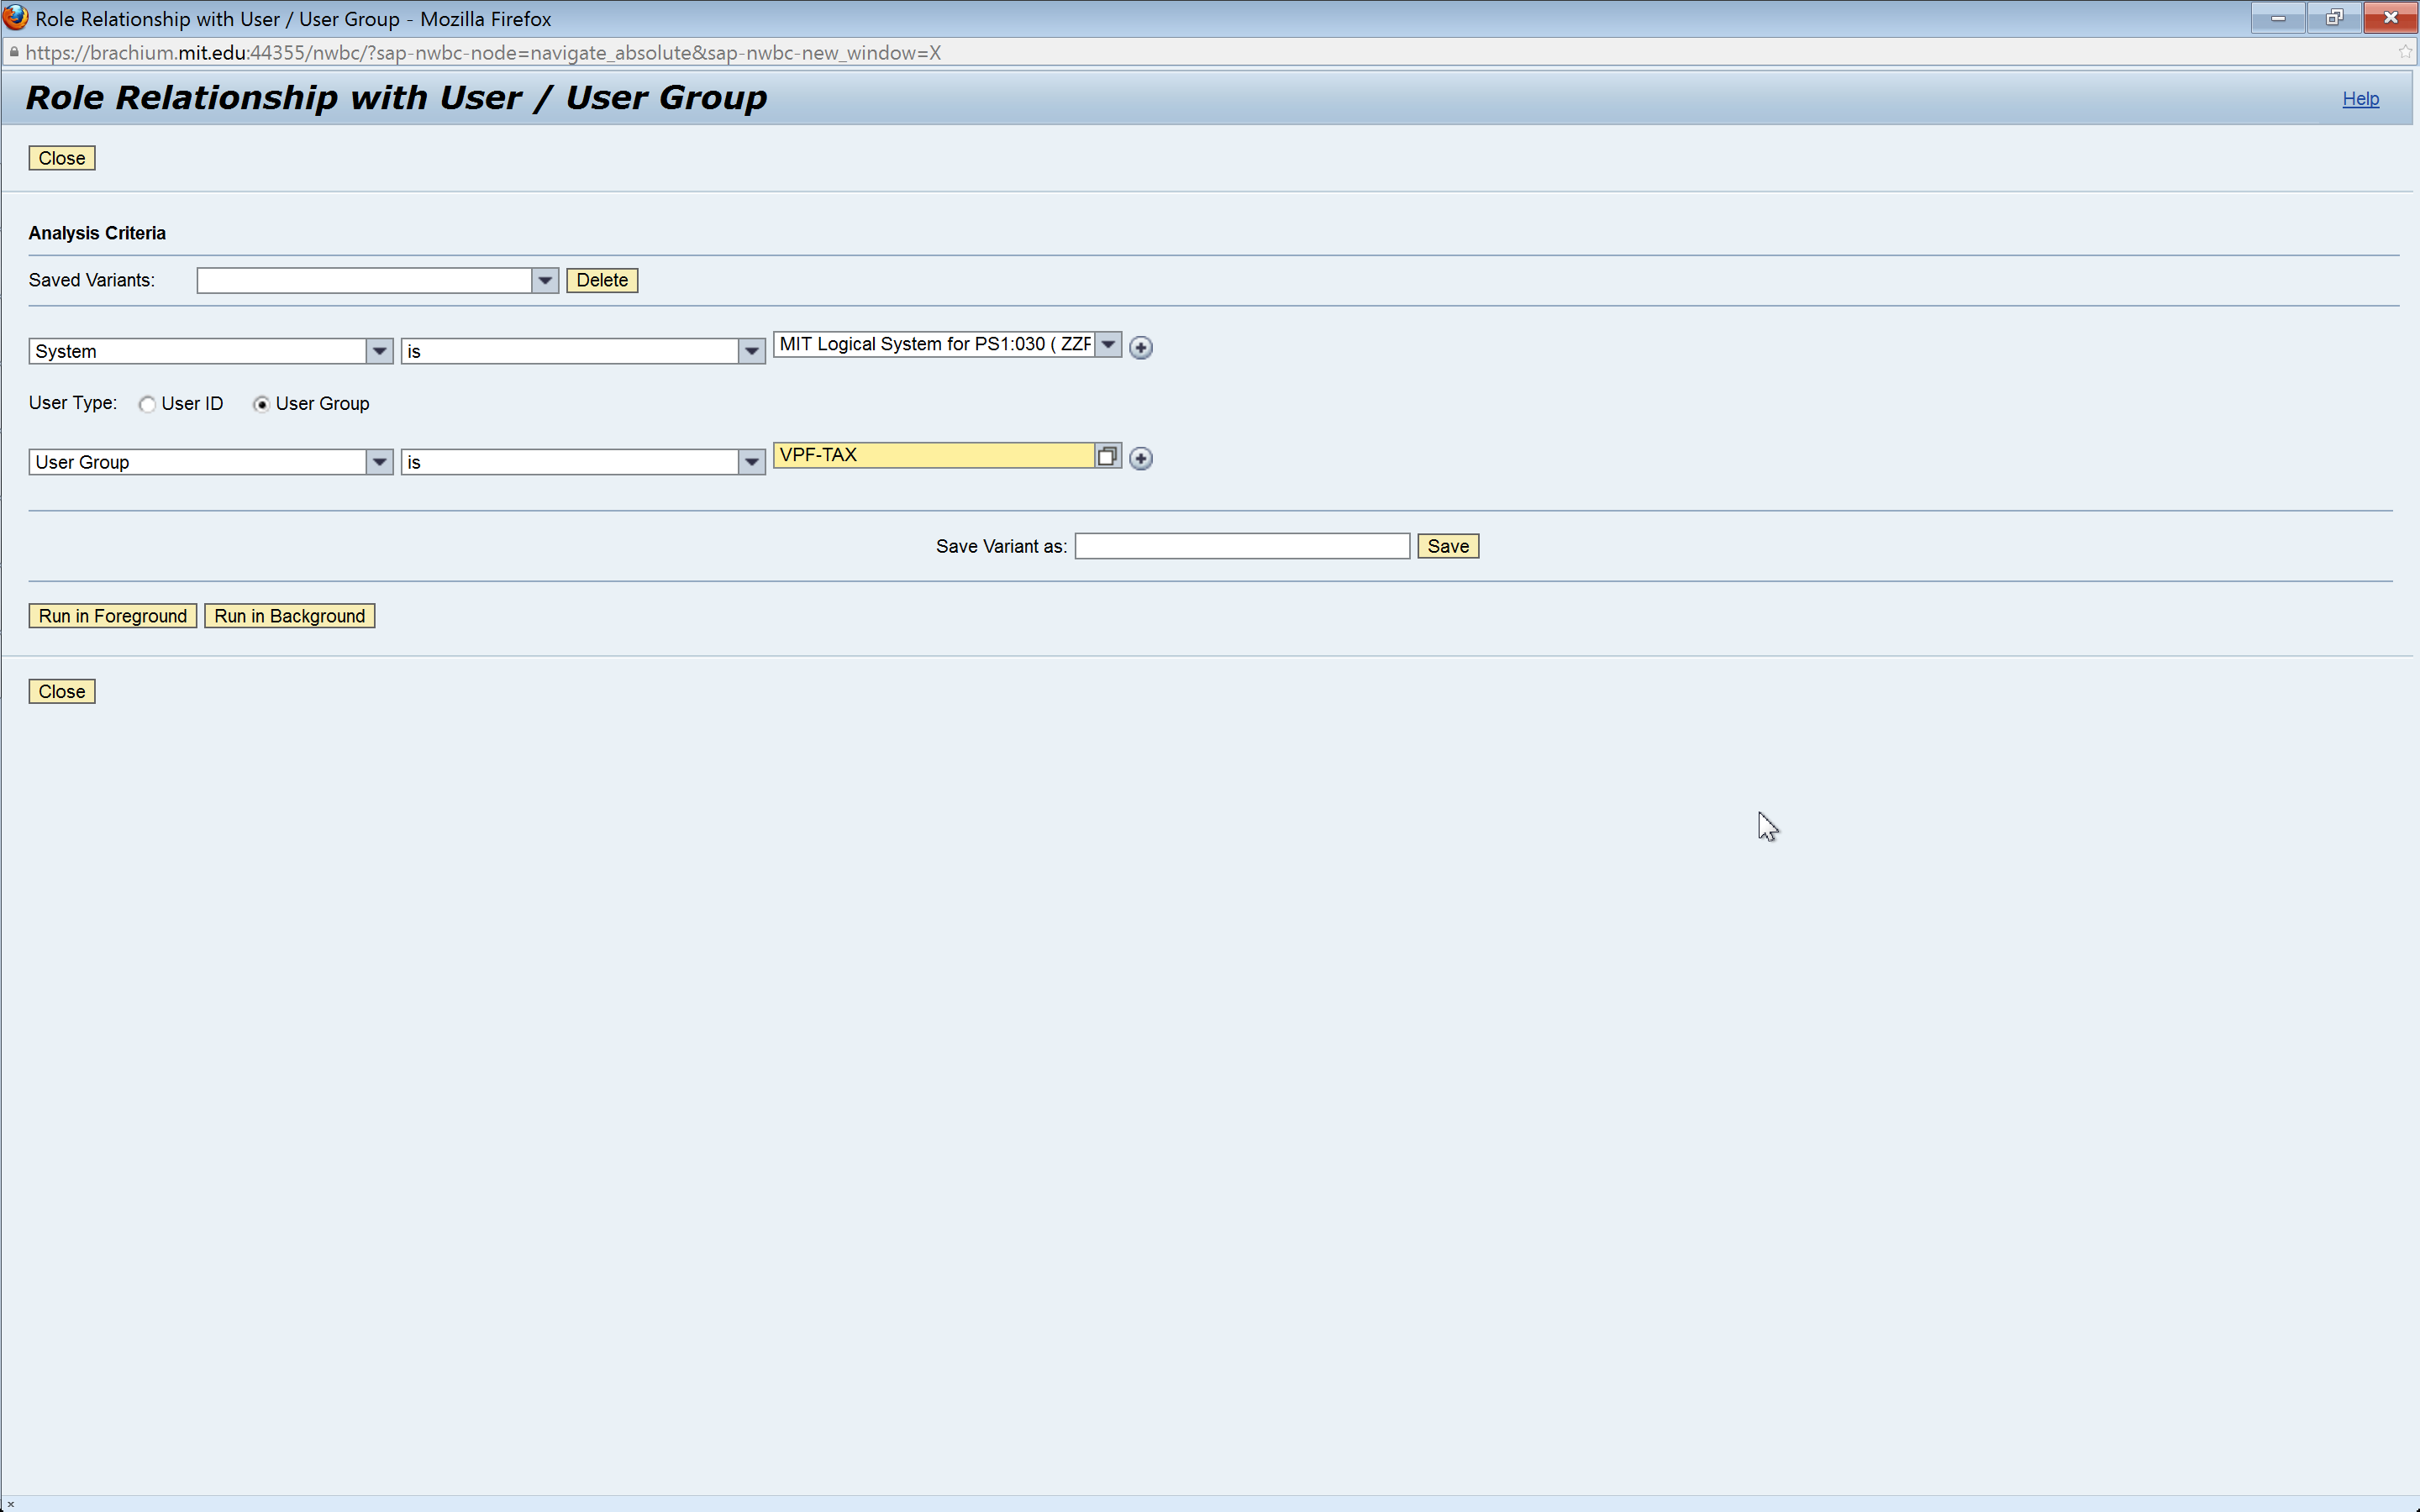 Role Relationship with User / User Group - Mozilla Firefox
https://brachium.mit.edu:44355/nwbc/?sap-nwbc-node=navigate_absolute&sap-nwbc-new_window=X
Role Relationship with User / User Group
Help
Close
Analysis Criteria
Saved Variants: Delete
System is MIT Logical System for PS1:030 ( ZZF
User Type: User ID User Group
User Group is VPF-TAX
Save Variant as: Save
Run in Foreground Run in Background
Close